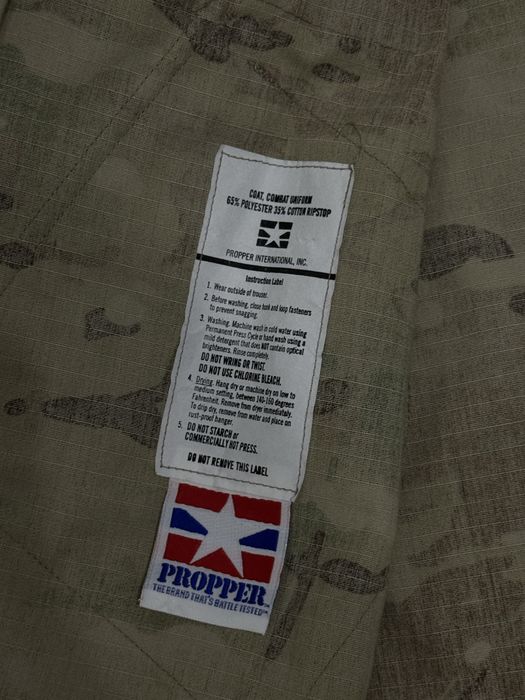 COAT, COMBAT UNIFORM
65% POLYESTER 35% COTTON RIPSTOP
PROPPER INTERNATIONAL, INC.
Instruction Label
1. Wear outside of trouser.
2. Before washing, close hook and loop fasteners
to prevent snagging.
3. Washing. Machine wash in cold water using
Permanent Press Cycle or hand wash using a
mild detergent that does NOT contain optical
brighteners. Rinse completely.
DO NOT WRING OR TWIST.
DO NOT USE CHLORINE BLEACH.
4. Drying. Hang dry or machine dry on low to
medium setting, between 140-160 degrees
Fahrenheit. Remove from dryer immediately.
To drip dry, remove from water and place on
rust-proof hanger.
5. DO NOT STARCH or
COMMERCIALLY HOT PRESS.
DO NOT REMOVE THIS LABEL
PROPPER™
THE BRAND THAT'S BATTLE TESTED™